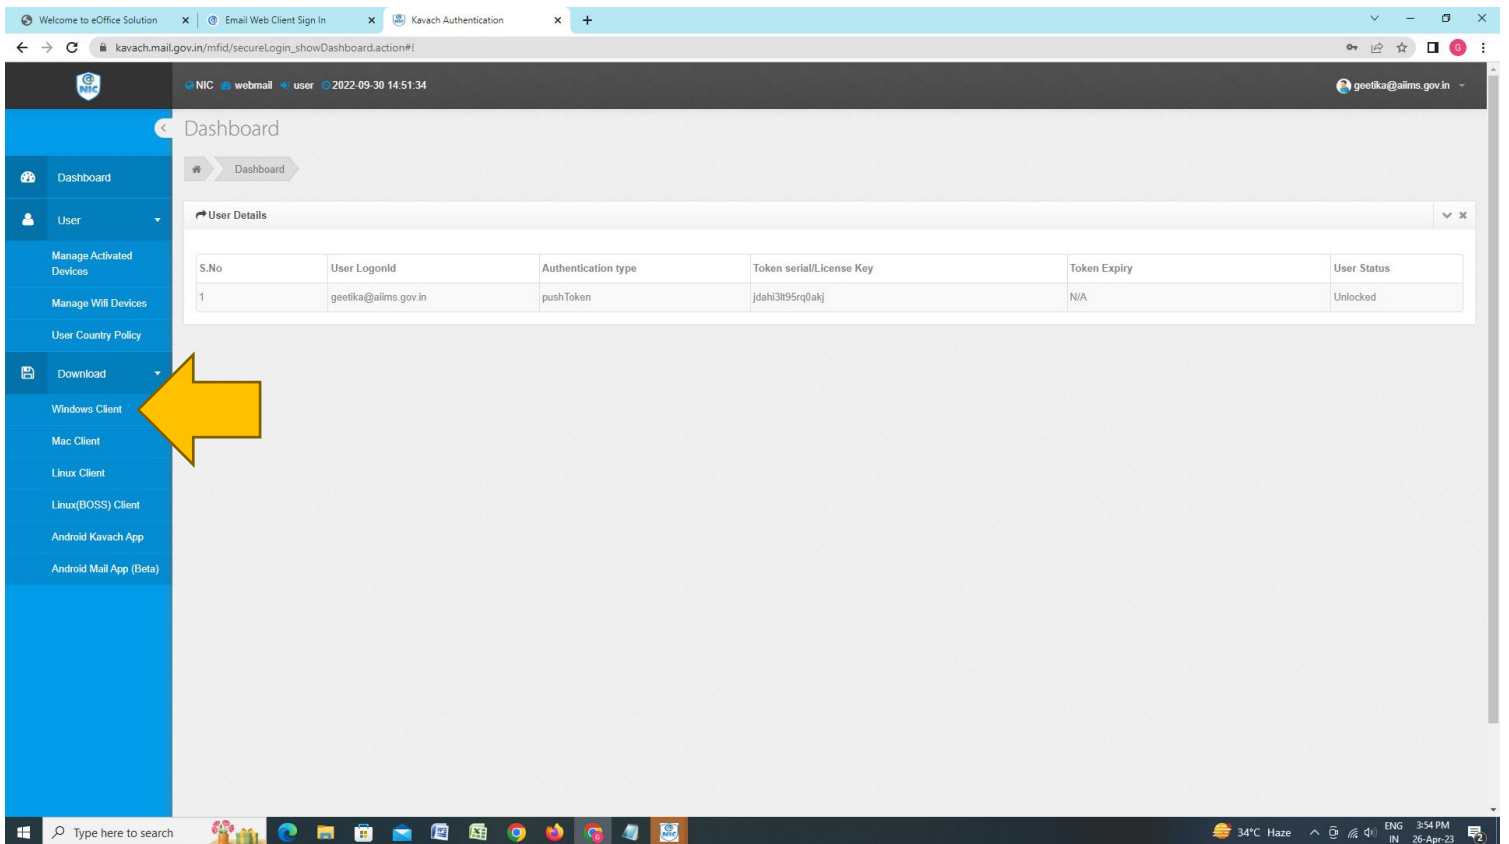 Welcome to eOffice Solution
Email Web Client Sign In
Kavach Authentication
kavach.mail.gov.in/mfid/secureLogin_showDashboard.action#!
G
@ NIC
NIC webmail user 2022-09-30 14:51:34
geetika@aiims.gov.in
Dashboard
Dashboard
Dashboard
User
Manage Activated
Devices
Manage Wifi Devices
User Country Policy
Download
Windows Client
Mac Client
Linux Client
Linux(BOSS) Client
Android Kavach App
Android Mail App (Beta)
User Details
S.No User LogonId Authentication type Token serial/License Key Token Expiry User Status
1 geetika@aiims.gov.in pushToken jdahi3lt95rq0akj N/A Unlocked
Type here to search
34°C Haze
ENG
IN
3:54 PM
26-Apr-23
2